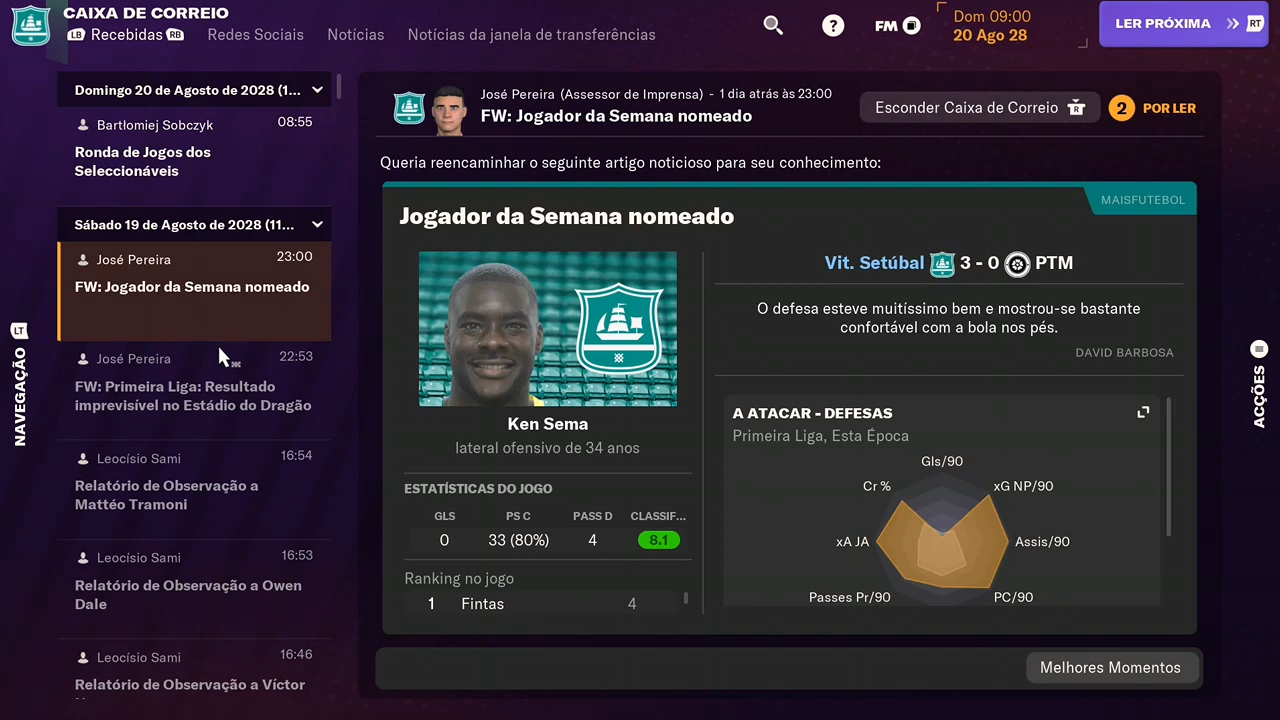 CAIXA DE CORREIO
LB Recebidas RB Redes Sociais Notícias Notícias da janela de transferências
FM
Dom 09:00
20 Ago 28
LER PRÓXIMA RT
Domingo 20 de Agosto de 2028 (1...
Bartłomiej Sobczyk 08:55
Ronda de Jogos dos
Seleccionáveis
Sábado 19 de Agosto de 2028 (11...
José Pereira 23:00
FW: Jogador da Semana nomeado
José Pereira 22:53
FW: Primeira Liga: Resultado
imprevisível no Estádio do Dragão
Leocísio Sami 16:54
Relatório de Observação a
Mattéo Tramoni
Leocísio Sami 16:53
Relatório de Observação a Owen
Dale
Leocísio Sami 16:46
Relatório de Observação a Víctor
LT
NAVEGAÇÃO
José Pereira (Assessor de Imprensa) - 1 dia atrás às 23:00
FW: Jogador da Semana nomeado
Esconder Caixa de Correio R
2 POR LER
Queria reencaminhar o seguinte artigo noticioso para seu conhecimento:
MAISFUTEBOL
Jogador da Semana nomeado
Ken Sema
lateral ofensivo de 34 anos
ESTATÍSTICAS DO JOGO
GLS PS C PASS D CLASSIF...
0 33 (80%) 4 8.1
Ranking no jogo
1 Fintas 4
Vit. Setúbal 3 - 0 PTM
O defesa esteve muitíssimo bem e mostrou-se bastante
confortável com a bola nos pés.
DAVID BARBOSA
A ATACAR - DEFESAS
Primeira Liga, Esta Época
Gls/90
Cr % xG NP/90
xA JA Assis/90
Passes Pr/90 PC/90
Melhores Momentos
ACÇÕES